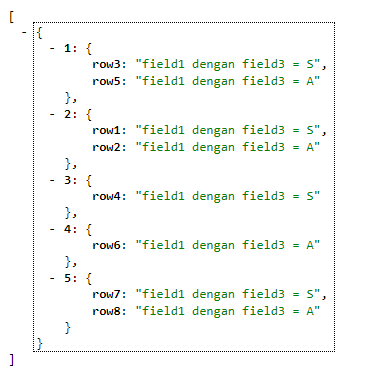 [
- {
- 1: {
row3: "field1 dengan field3 = S",
row5: "field1 dengan field3 = A"
},
- 2: {
row1: "field1 dengan field3 = S",
row2: "field1 dengan field3 = A"
},
- 3: {
row4: "field1 dengan field3 = S"
},
- 4: {
row6: "field1 dengan field3 = A"
},
- 5: {
row7: "field1 dengan field3 = S",
row8: "field1 dengan field3 = A"
}
}
]